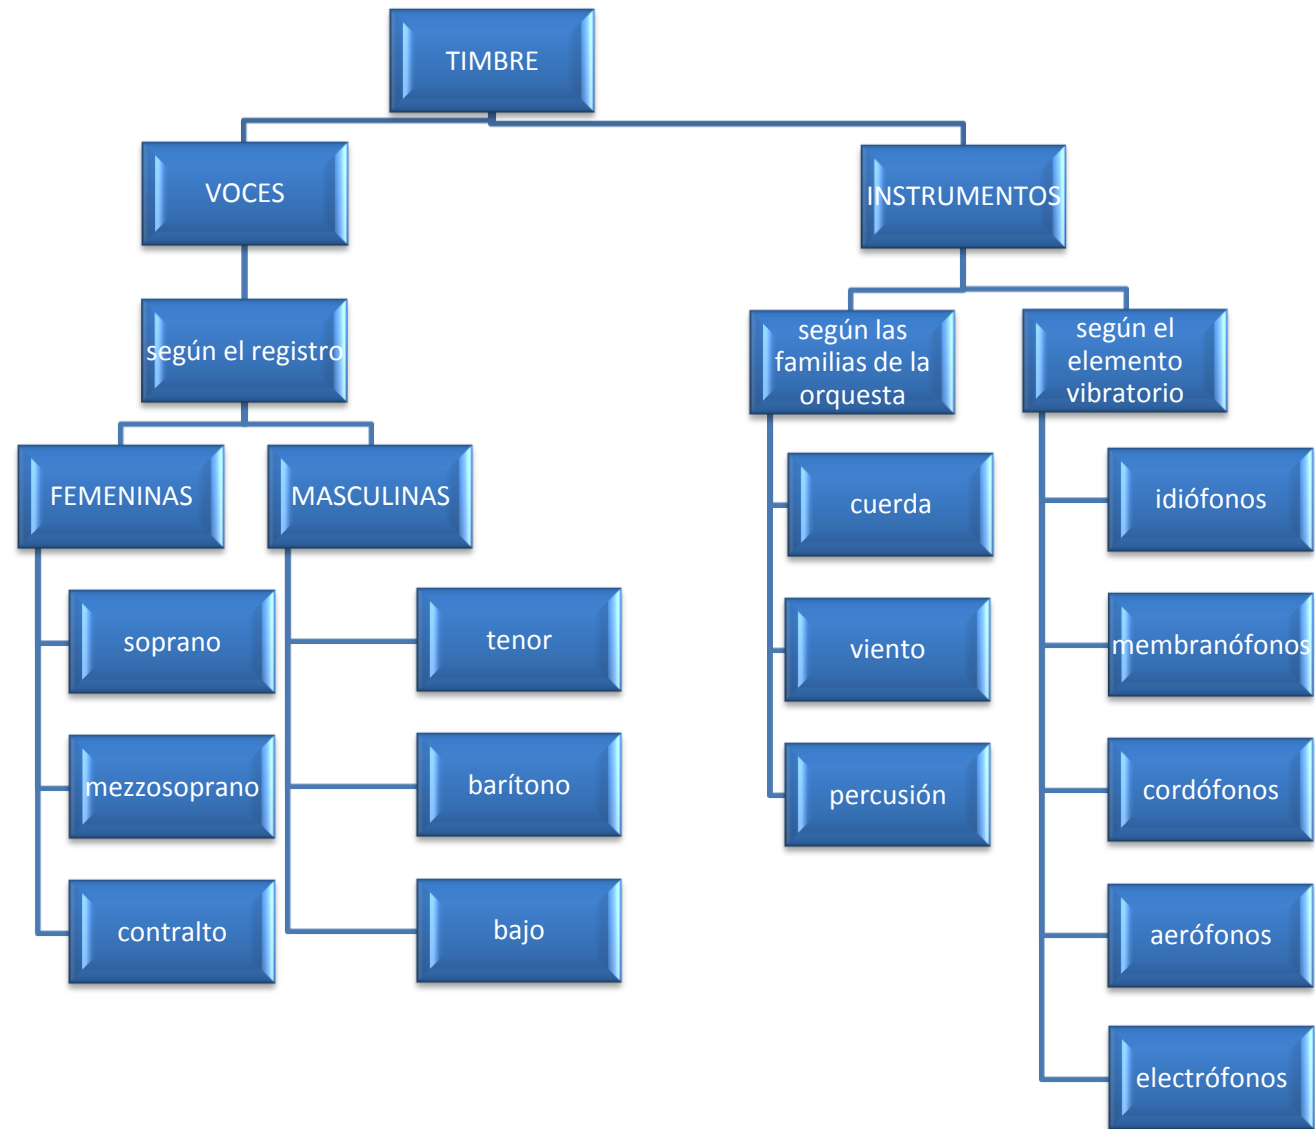 TIMBRE
VOCES
INSTRUMENTOS
según el registro
según las
familias de la
orquesta
según el
elemento
vibratorio
FEMENINAS
MASCULINAS
soprano
mezzosoprano
contralto
tenor
barítono
bajo
cuerda
viento
percusión
idiófonos
membranófonos
cordófonos
aerófonos
electrófonos